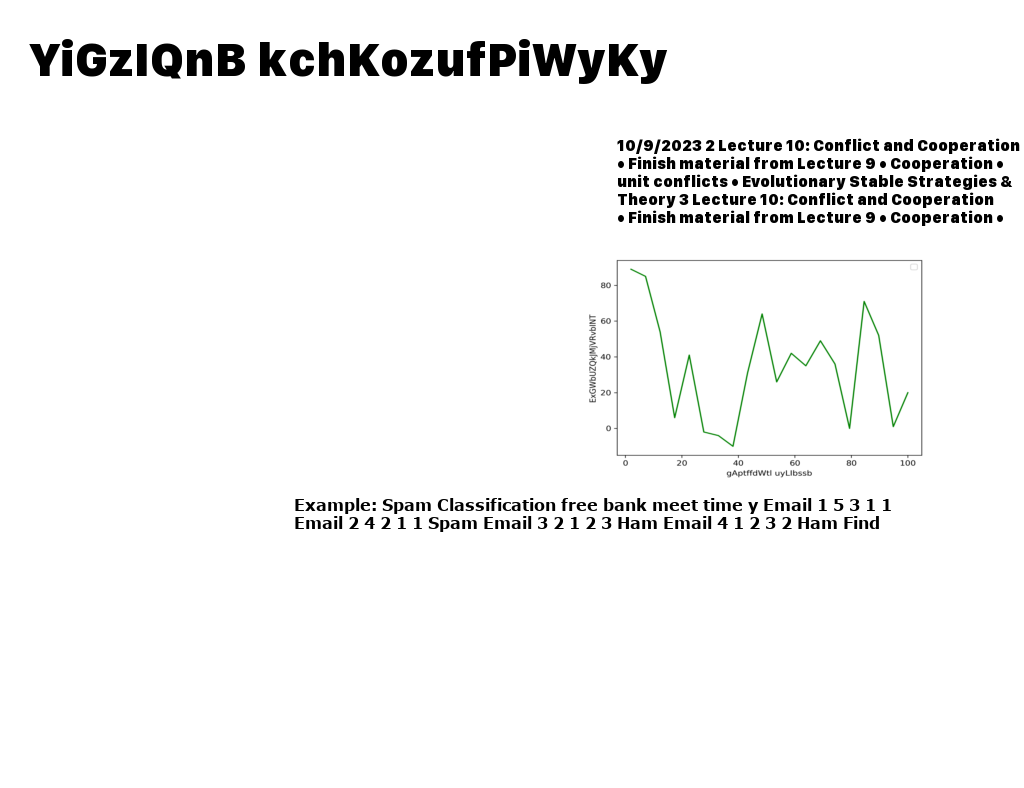 YiGzIQnB kchKozufPiWyKy
10/9/2023 2 Lecture 10: Conflict and Cooperation
• Finish material from Lecture 9 • Cooperation •
unit conflicts • Evolutionary Stable Strategies &
Theory 3 Lecture 10: Conflict and Cooperation
• Finish material from Lecture 9 • Cooperation •
80
60
40
20
0
0 20 40 60 80 100
gAptffdWtl uyLlbssb
Example: Spam Classification free bank meet time y Email 1 5 3 1 1
Email 2 4 2 1 1 Spam Email 3 2 1 2 3 Ham Email 4 1 2 3 2 Ham Find